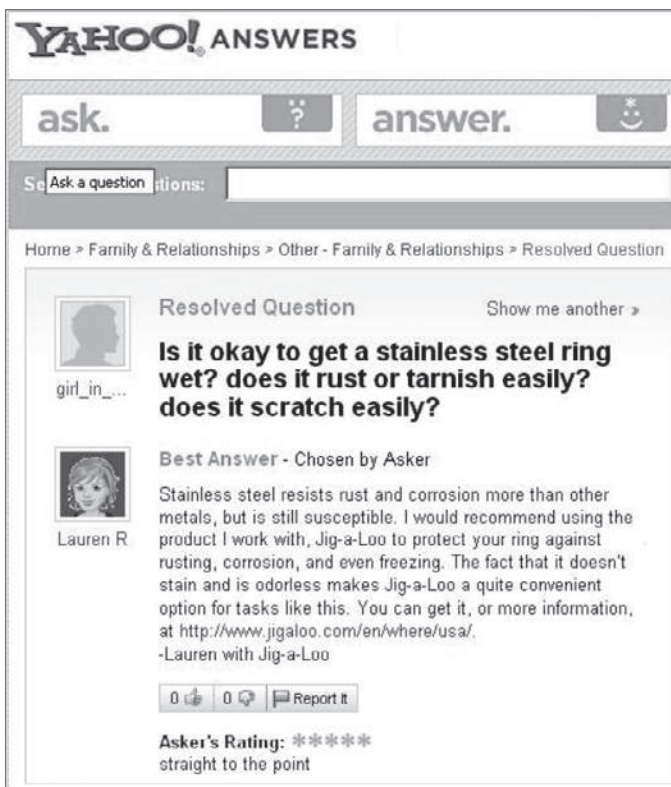 YAHOO! ANSWERS
ask. ? answer.
Se Ask a question stions:
Home > Family & Relationships > Other - Family & Relationships > Resolved Question
Resolved Question Show me another »
Is it okay to get a stainless steel ring
wet? does it rust or tarnish easily?
does it scratch easily?
girl_in_...
Best Answer - Chosen by Asker
Stainless steel resists rust and corrosion more than other
metals, but is still susceptible. I would recommend using the
product I work with, Jig-a-Loo to protect your ring against
rusting, corrosion, and even freezing. The fact that it doesn't
stain and is odorless makes Jig-a-Loo a quite convenient
option for tasks like this. You can get it, or more information,
at http://www.jigaloo.com/en/where/usa/.
-Lauren with Jig-a-Loo
Lauren R
0 0 Report It
Asker's Rating: *****
straight to the point